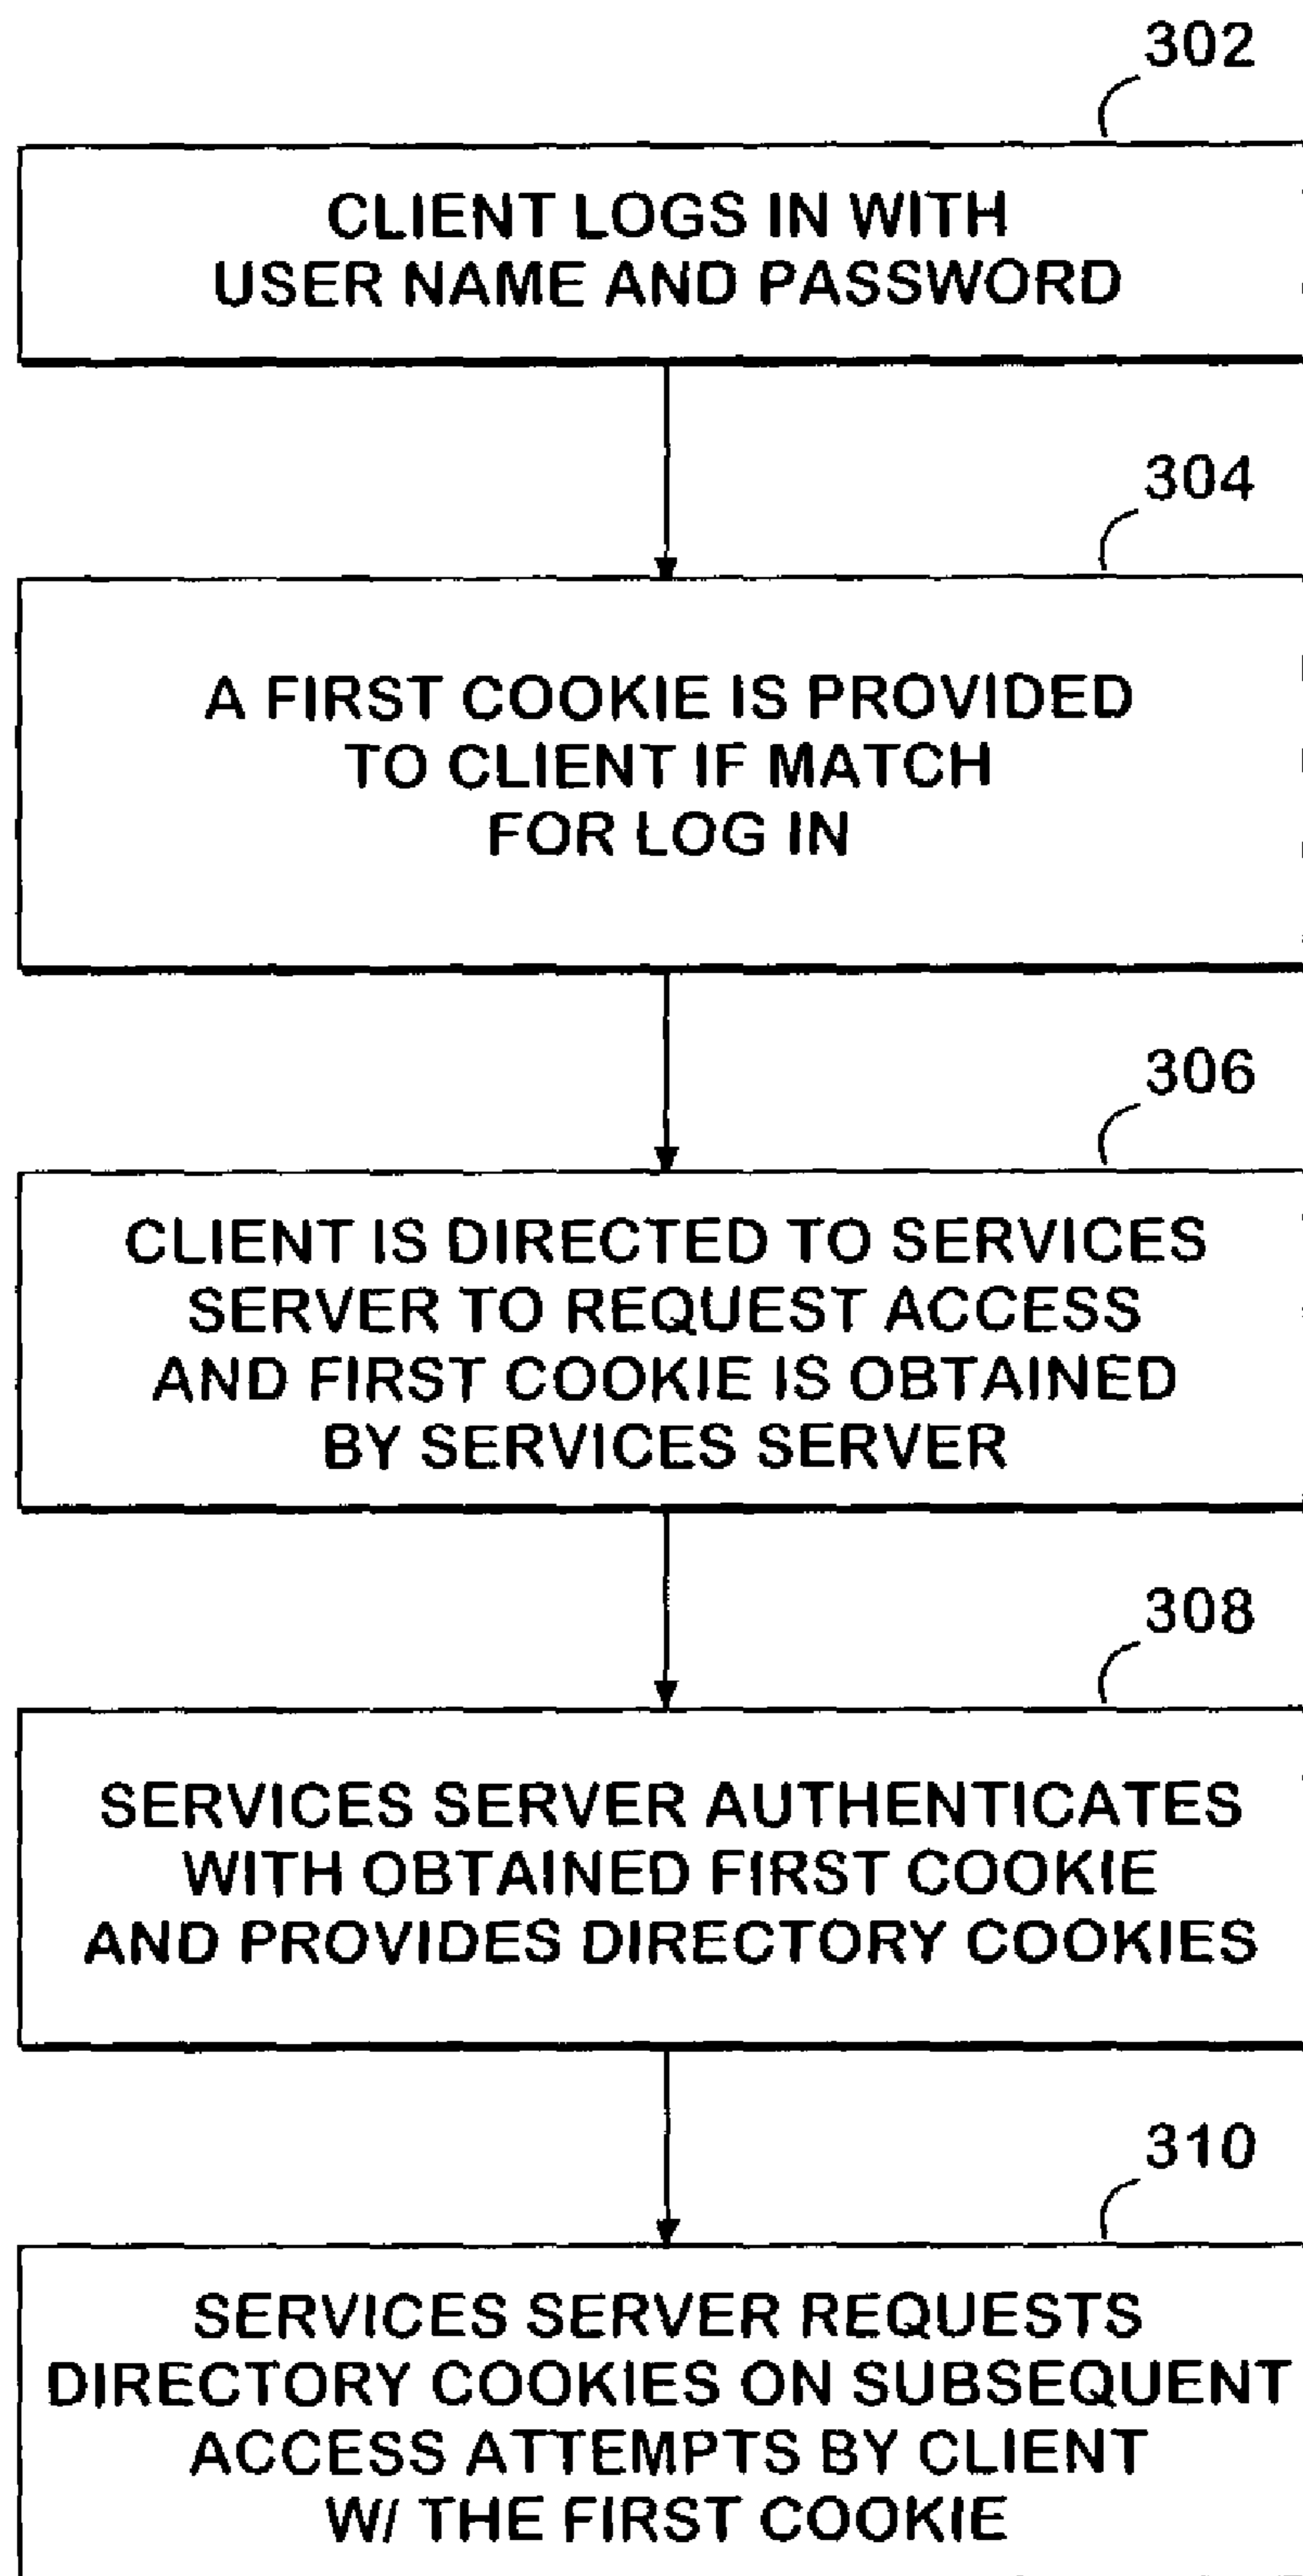 302
CLIENT LOGS IN WITH
USER NAME AND PASSWORD
304
A FIRST COOKIE IS PROVIDED
TO CLIENT IF MATCH
FOR LOG IN
306
CLIENT IS DIRECTED TO SERVICES
SERVER TO REQUEST ACCESS
AND FIRST COOKIE IS OBTAINED
BY SERVICES SERVER
308
SERVICES SERVER AUTHENTICATES
WITH OBTAINED FIRST COOKIE
AND PROVIDES DIRECTORY COOKIES
310
SERVICES SERVER REQUESTS
DIRECTORY COOKIES ON SUBSEQUENT
ACCESS ATTEMPTS BY CLIENT
W/ THE FIRST COOKIE